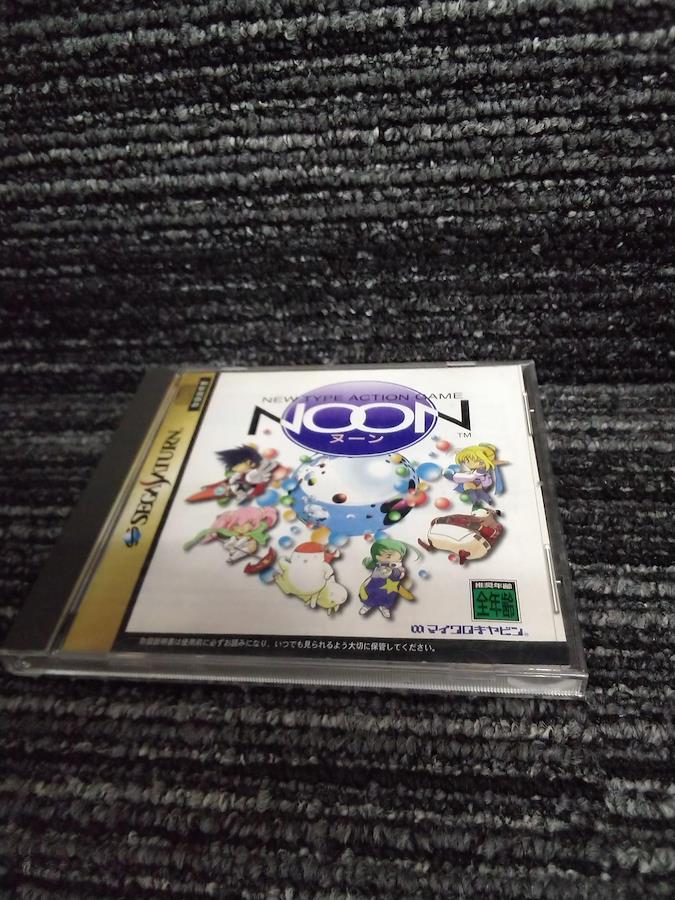 NEW TYPE ACTION GAME
NOON
TM
ヌーン
SEGA SATURN
推奨年齢
全年齢
マイクロキャビン
取扱説明書は使用前に必ずお読みになり、いつでも見られるよう大切に保管してください。